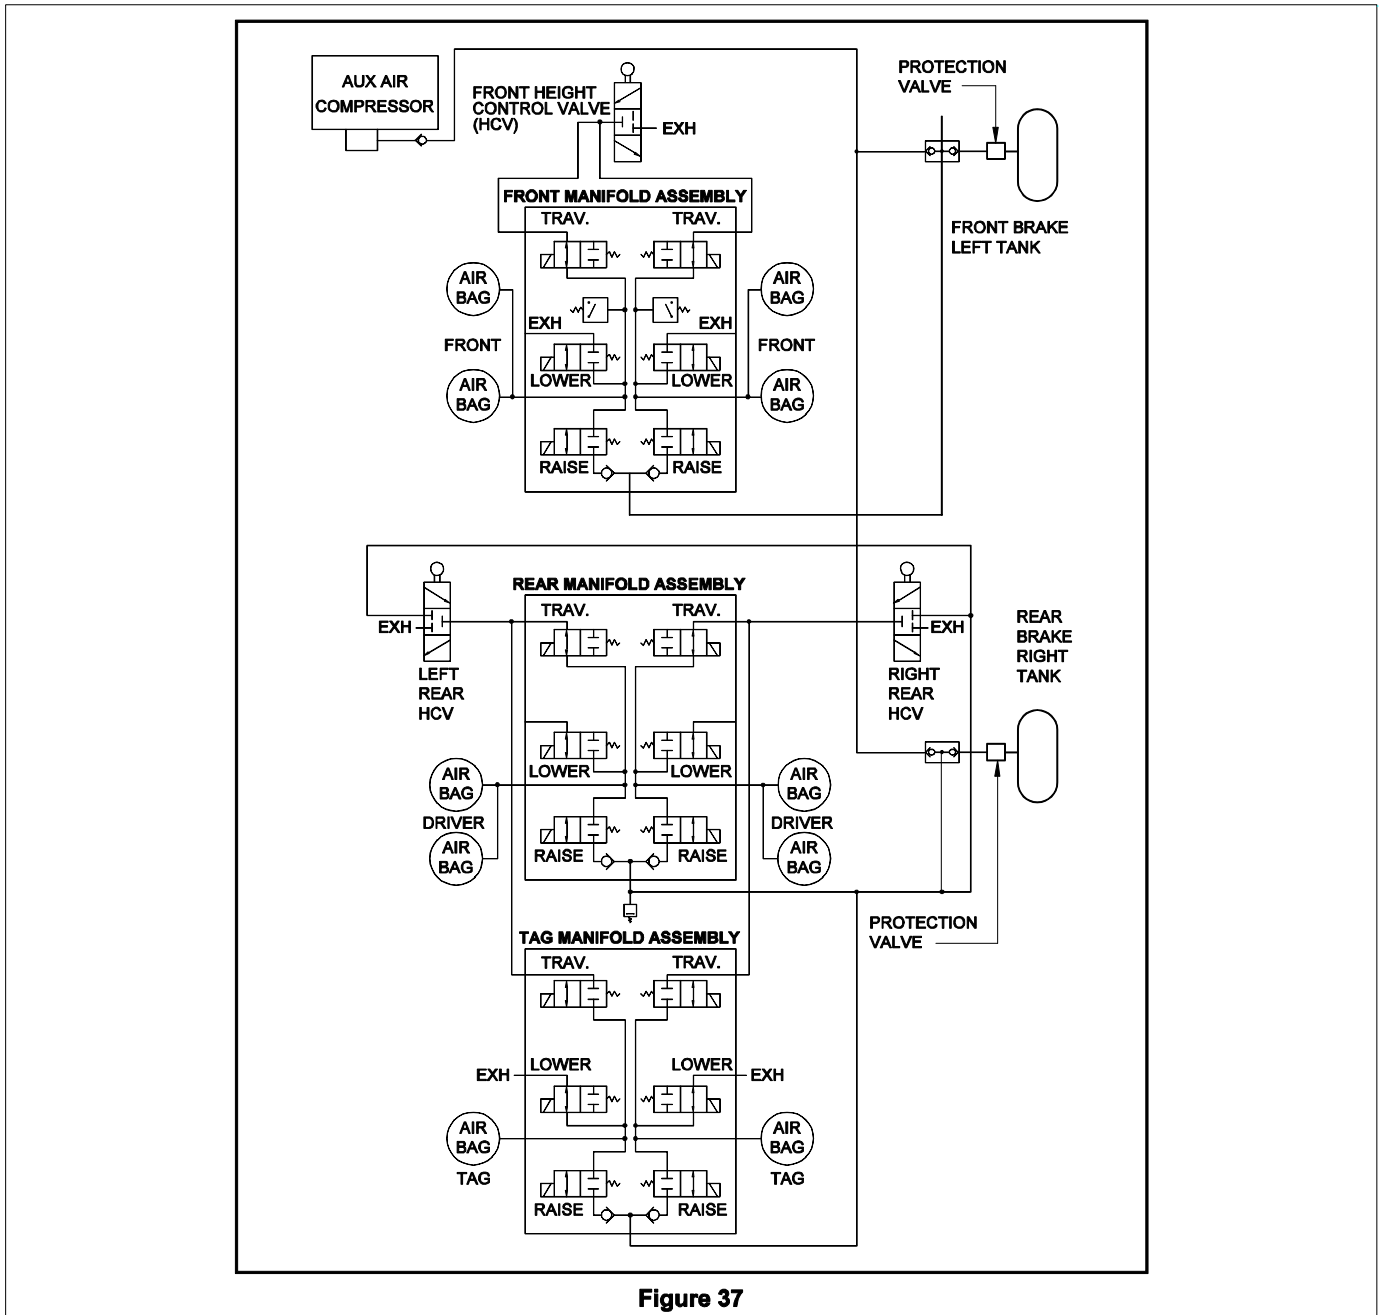 AUX AIR
COMPRESSOR
FRONT HEIGHT
CONTROL VALVE
(HCV)
EXH
PROTECTION
VALVE
FRONT BRAKE
LEFT TANK
FRONT MANIFOLD ASSEMBLY
TRAV.
TRAV.
AIR
BAG
AIR
BAG
EXH
EXH
FRONT
FRONT
LOWER
LOWER
AIR
BAG
AIR
BAG
RAISE
RAISE
REAR MANIFOLD ASSEMBLY
TRAV.
TRAV.
EXH
EXH
LEFT
REAR
HCV
RIGHT
REAR
HCV
REAR
BRAKE
RIGHT
TANK
LOWER
LOWER
AIR
BAG
AIR
BAG
DRIVER
DRIVER
AIR
BAG
AIR
BAG
RAISE
RAISE
PROTECTION
VALVE
TAG MANIFOLD ASSEMBLY
TRAV.
TRAV.
LOWER
LOWER
EXH
EXH
AIR
BAG
AIR
BAG
TAG
TAG
RAISE
RAISE
Figure 37